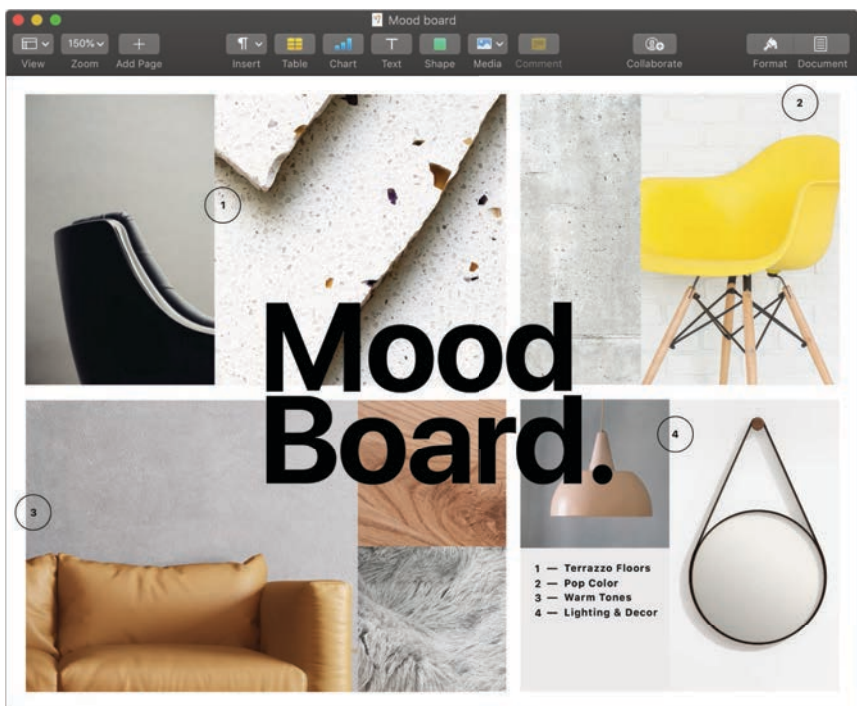 Mood board
150%
View Zoom Add Page Insert Table Chart Text Shape Media Comment Collaborate Format Document
2
1
Mood
Board.
4
3
1 — Terrazzo Floors
2 — Pop Color
3 — Warm Tones
4 — Lighting & Decor